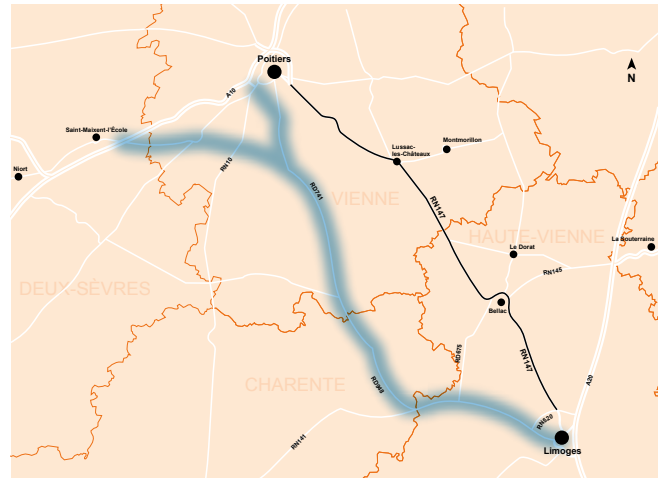 Poitiers
N
A10
Saint-Maixent-l'École
Lussac
-les-Châteaux
Montmorillon
RN10
Niort
RD741
VIENNE
RN147
HAUTE-VIENNE
La Souterraine
Le Dorat
RN145
DEUX-SÈVRES
Bellac
RD675
RN147
CHARENTE
RD948
A20
RN141
RN520
Limoges